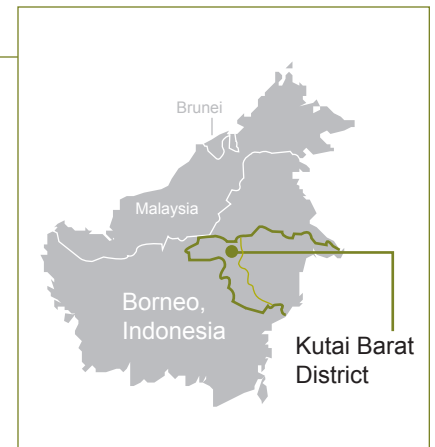 Brunei
Malaysia
Borneo,
Indonesia
Kutai Barat
District